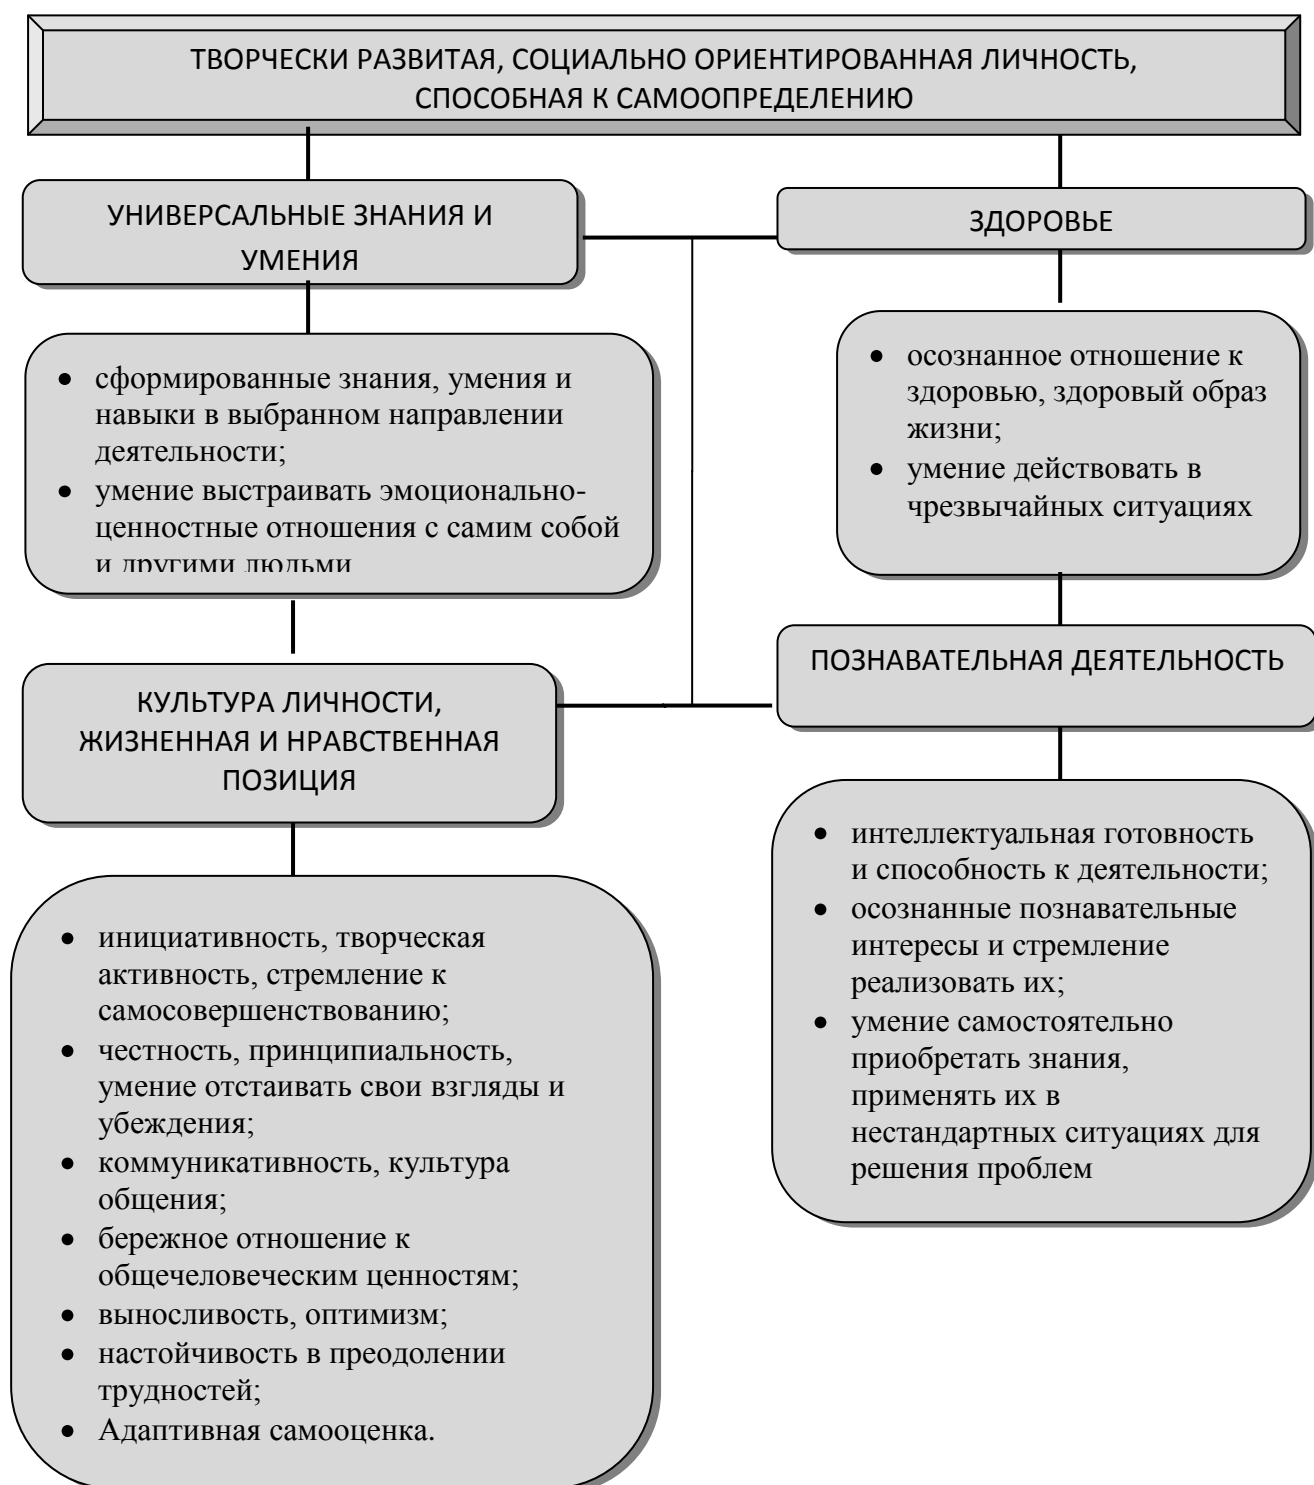 ТВОРЧЕСКИ РАЗВИТАЯ, СОЦИАЛЬНО ОРИЕНТИРОВАННАЯ ЛИЧНОСТЬ,
СПОСОБНАЯ К САМООПРЕДЕЛЕНИЮ
УНИВЕРСАЛЬНЫЕ ЗНАНИЯ И
УМЕНИЯ
ЗДОРОВЬЕ
• сформированные знания, умения и
навыки в выбранном направлении
деятельности;
• умение выстраивать эмоционально-
ценностные отношения с самим собой
и другими людьми
• осознанное отношение к
здоровью, здоровый образ
жизни;
• умение действовать в
чрезвычайных ситуациях
КУЛЬТУРА ЛИЧНОСТИ,
ЖИЗНЕННАЯ И НРАВСТВЕННАЯ
ПОЗИЦИЯ
ПОЗНАВАТЕЛЬНАЯ ДЕЯТЕЛЬНОСТЬ
• инициативность, творческая
активность, стремление к
самосовершенствованию;
• честность, принципиальность,
умение отстаивать свои взгляды и
убеждения;
• коммуникативность, культура
общения;
• бережное отношение к
общечеловеческим ценностям;
• выносливость, оптимизм;
• настойчивость в преодолении
трудностей;
• Адаптивная самооценка.
• интеллектуальная готовность
и способность к деятельности;
• осознанные познавательные
интересы и стремление
реализовать их;
• умение самостоятельно
приобретать знания,
применять их в
нестандартных ситуациях для
решения проблем